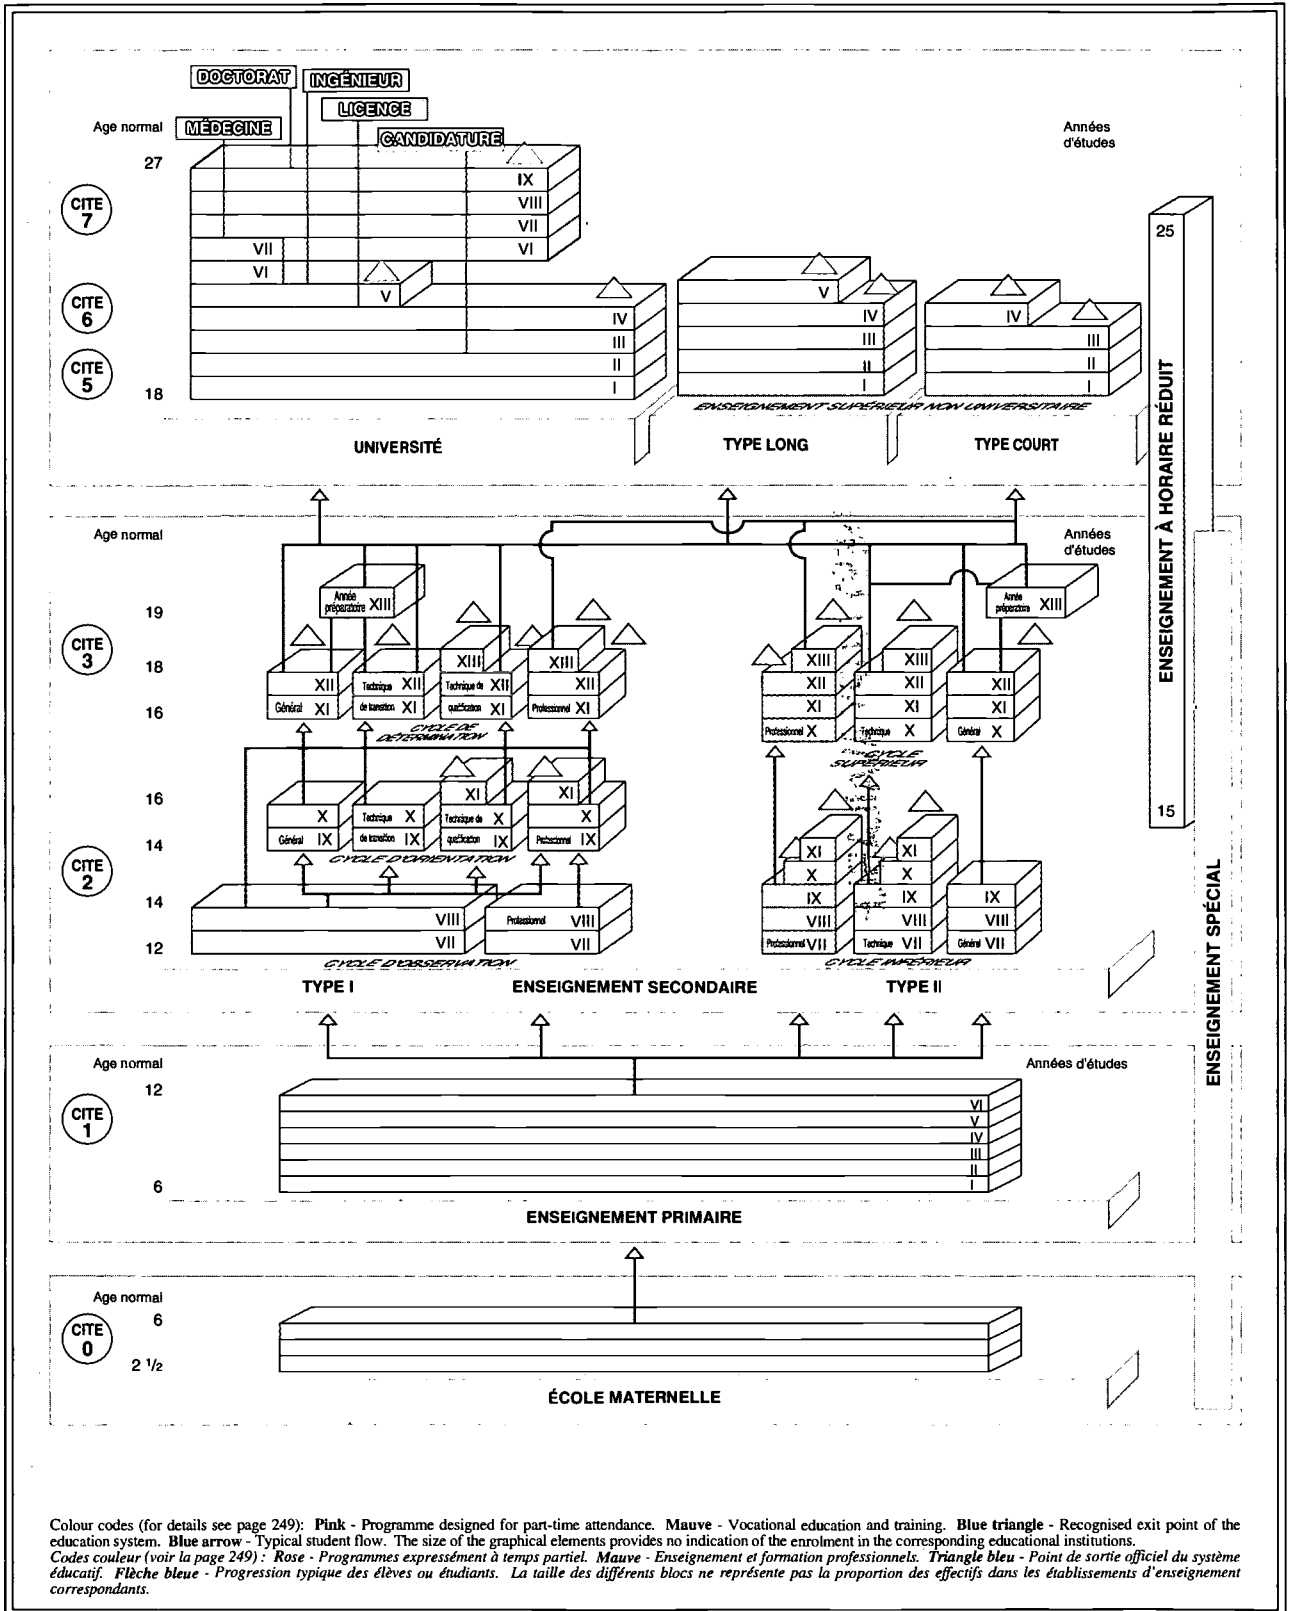 DOCTORAT
INGÉNIEUR
LICENCE
Age normal
MÉDECINE
CANDIDATURE
Années
d'études
27
IX
CITE
7
VIII
VII
VI
25
VII
VI
V
V
CITE
6
IV
IV
IV
III
III
III
CITE
5
II
II
II
18
I
I
I
ENSEIGNEMENT SUPÉRIEUR NON UNIVERSITAIRE
UNIVERSITÉ
TYPE LONG
TYPE COURT
ENSEIGNEMENT À HORAIRE RÉDUIT
Age normal
Années
d'études
19
Année
préparatoire XIII
Année
préparatoire XIII
CITE
3
18
XIII
XIII
XIII
XIII
XII
Technique XII
Technique de XII
XII
XII
XII
XII
16
Général XI
de transition XI
qualification XI
Professionnel XI
XI
XI
XI
Professionnel X
Technique X
Général X
CYCLE DE
DÉTERMINATION
CYCLE
SUPÉRIEUR
16
XI
XI
X
Technique X
Technique de X
X
15
14
Général IX
de transition IX
qualification IX
Professionnel IX
CYCLE D'ORIENTATION
CITE
2
XI
XI
X
X
14
IX
IX
IX
VIII
Professionnel VIII
VIII
VIII
VIII
12
VII
VII
Professionnel VII
Technique VII
Général VII
CYCLE D'OBSERVATION
CYCLE INFÉRIEUR
TYPE I
ENSEIGNEMENT SECONDAIRE
TYPE II
ENSEIGNEMENT SPÉCIAL
Age normal
Années d'études
12
CITE
1
VI
V
IV
III
II
6
I
ENSEIGNEMENT PRIMAIRE
Age normal
6
CITE
0
2 1/2
ÉCOLE MATERNELLE
Colour codes (for details see page 249): Pink - Programme designed for part-time attendance. Mauve - Vocational education and training. Blue triangle - Recognised exit point of the
education system. Blue arrow - Typical student flow. The size of the graphical elements provides no indication of the enrolment in the corresponding educational institutions.
Codes couleur (voir la page 249) : Rose - Programmes expressément à temps partiel. Mauve - Enseignement et formation professionnels. Triangle bleu - Point de sortie officiel du système
éducatif. Flèche bleue - Progression typique des élèves ou étudiants. La taille des différents blocs ne représente pas la proportion des effectifs dans les établissements d'enseignement
correspondants.